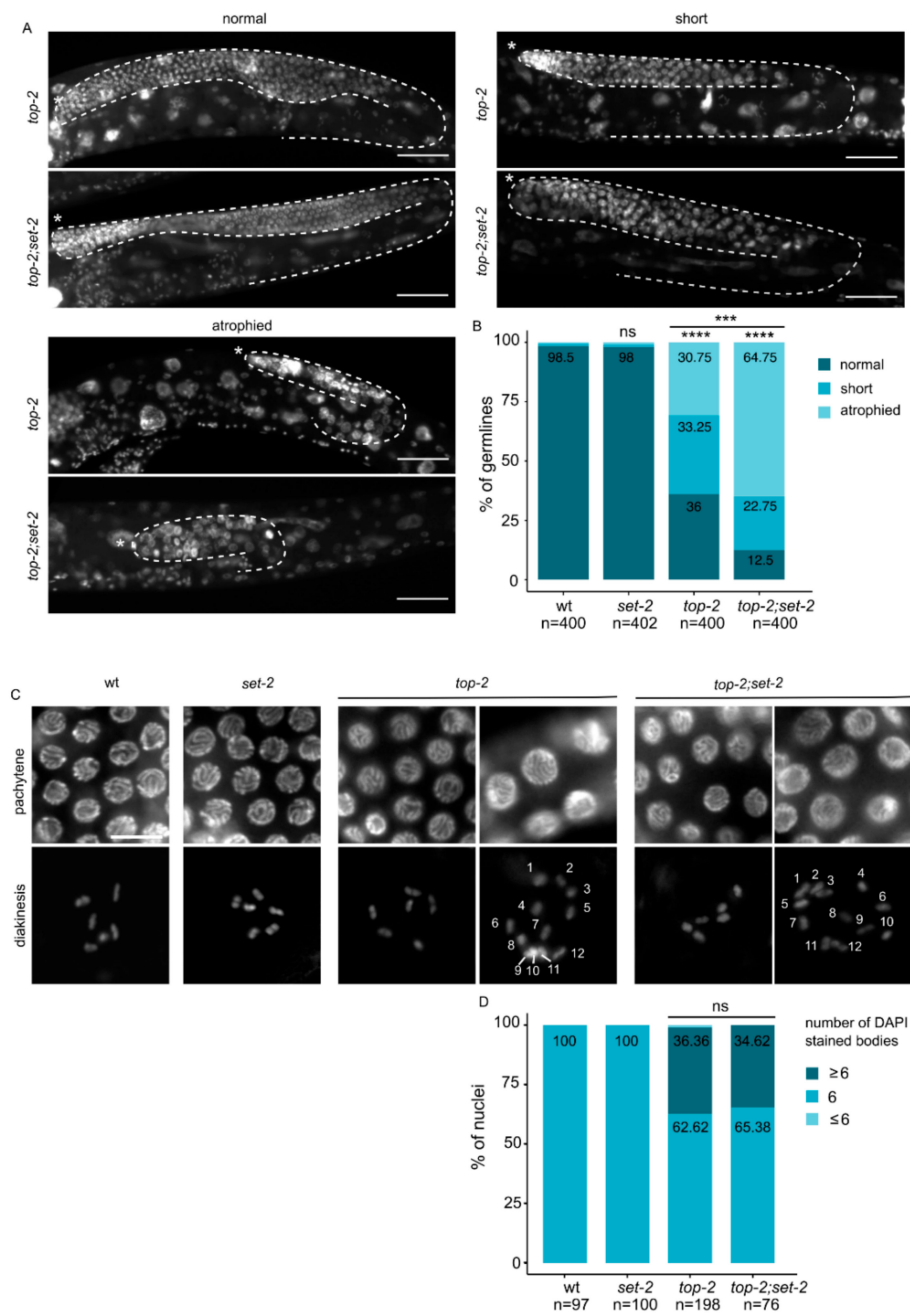 A
normal
short
top-2
top-2
*
*
top-2;set-2
top-2;set-2
*
*
atrophied
top-2
top-2;set-2
*
*
B
% of germlines
100
75
50
25
0
ns
***
****
****
98.5
98
30.75
64.75
33.25
22.75
36
12.5
normal
short
atrophied
wt
set-2
top-2
top-2;set-2
n=400
n=402
n=400
n=400
C
wt
set-2
top-2
top-2;set-2
pachytene
diakinesis
1
2
3
4
5
6
7
8
9
10
11
12
1
2
3
4
5
6
7
8
9
10
11
12
D
% of nuclei
100
75
50
25
0
ns
100
100
36.36
34.62
62.62
65.38
number of DAPI
stained bodies
≥6
6
≤6
wt
set-2
top-2
top-2;set-2
n=97
n=100
n=198
n=76